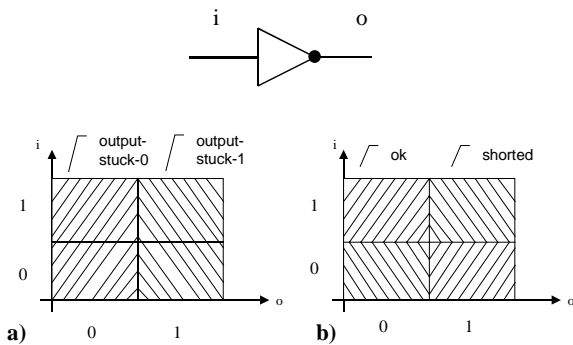 i o
output-stuck-0
output-stuck-1
i
1
0
o
0 1
a)
ok
shorted
i
1
0
o
0 1
b)